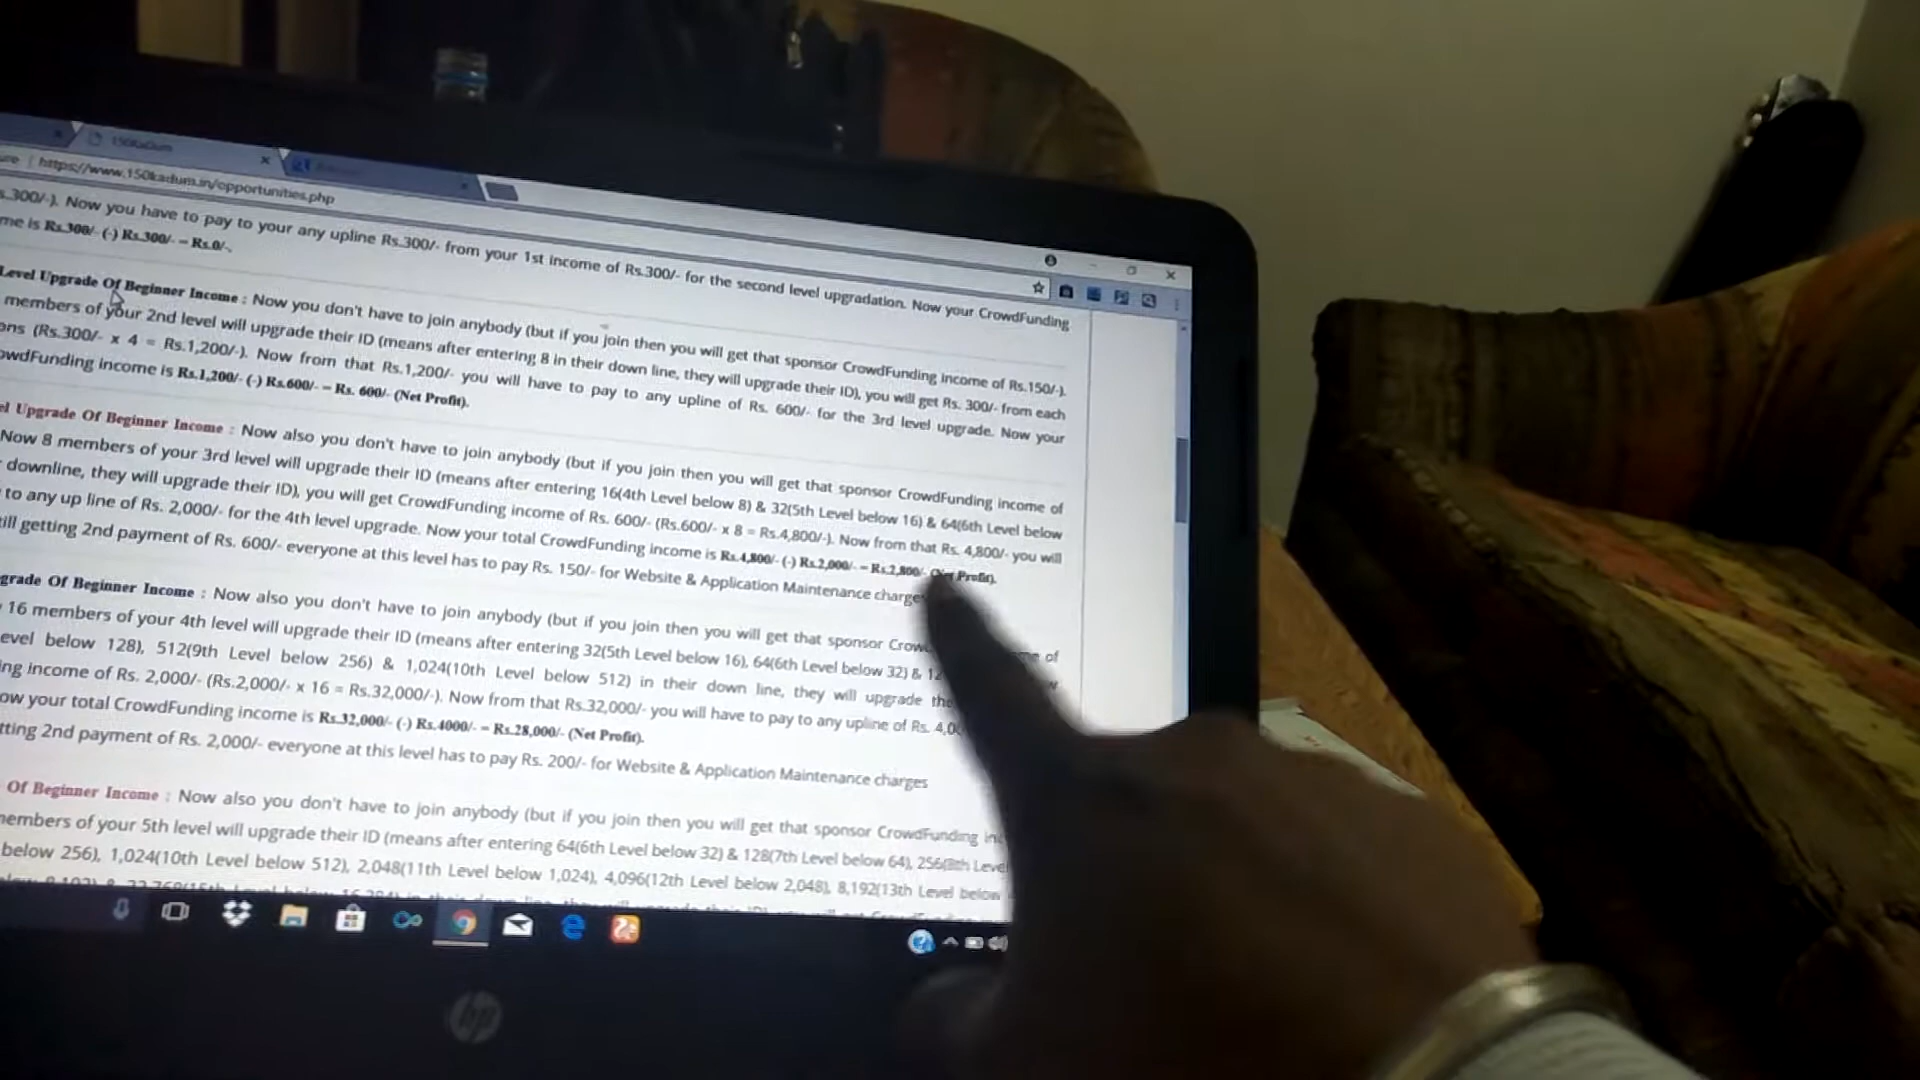 150KaDum
https://www.150kadum.in/opportunities.php
.300/-). Now you have to pay to your any upline Rs.300/- from your 1st income of Rs.300/- for the second level upgradation. Now your CrowdFunding
me is Rs.300/- (-) Rs.300/- = Rs.0/-.
Level Upgrade Of Beginner Income : Now you don't have to join anybody (but if you join then you will get that sponsor CrowdFunding income of Rs.150/-).
members of your 2nd level will upgrade their ID (means after entering 8 in their down line, they will upgrade their ID), you will get Rs. 300/- from each
ons (Rs.300/- x 4 = Rs.1,200/-). Now from that Rs.1,200/- you will have to pay to any upline of Rs. 600/- for the 3rd level upgrade. Now your
owdFunding income is Rs.1,200/- (-) Rs.600/- = Rs. 600/- (Net Profit).
el Upgrade Of Beginner Income : Now also you don't have to join anybody (but if you join then you will get that sponsor CrowdFunding income of
Now 8 members of your 3rd level will upgrade their ID (means after entering 16(4th Level below 8) & 32(5th Level below 16) & 64(6th Level below
downline, they will upgrade their ID), you will get CrowdFunding income of Rs. 600/- (Rs.600/- x 8 = Rs.4,800/-). Now from that Rs. 4,800/- you will
to any up line of Rs. 2,000/- for the 4th level upgrade. Now your total CrowdFunding income is Rs.4,800/- (-) Rs.2,000/- = Rs.2,800/- (Net Profit).
ill getting 2nd payment of Rs. 600/- everyone at this level has to pay Rs. 150/- for Website & Application Maintenance charges
grade Of Beginner Income : Now also you don't have to join anybody (but if you join then you will get that sponsor Crow me of
16 members of your 4th level will upgrade their ID (means after entering 32(5th Level below 16), 64(6th Level below 32) & 12
evel below 128), 512(9th Level below 256) & 1,024(10th Level below 512) in their down line, they will upgrade the
ing income of Rs. 2,000/- (Rs.2,000/- x 16 = Rs.32,000/-). Now from that Rs.32,000/- you will have to pay to any upline of Rs. 4,0
ow your total CrowdFunding income is Rs.32,000/- (-) Rs.4000/- = Rs.28,000/- (Net Profit).
tting 2nd payment of Rs. 2,000/- everyone at this level has to pay Rs. 200/- for Website & Application Maintenance charges
Of Beginner Income : Now also you don't have to join anybody (but if you join then you will get that sponsor CrowdFunding in
members of your 5th level will upgrade their ID (means after entering 64(6th Level below 32) & 128(7th Level below 64), 256(8th Leve
below 256), 1,024(10th Level below 512), 2,048(11th Level below 1,024), 4,096(12th Level below 2,048), 8,192(13th Level below
hp